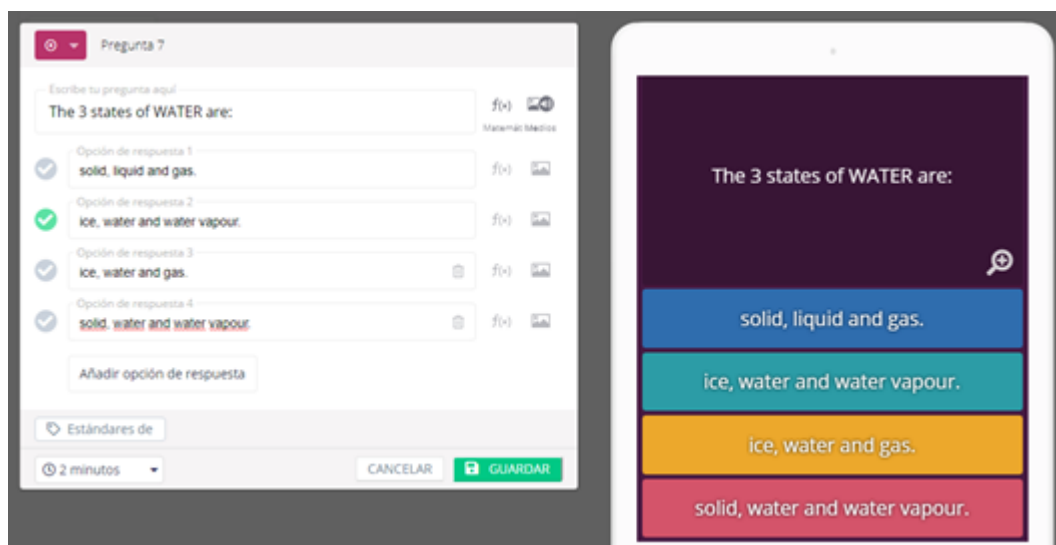 Pregunta 7
Escribe tu pregunta aquí
The 3 states of WATER are:
f(x)
Matemát Medios
Opción de respuesta 1
solid, liquid and gas.
f(x)
Opción de respuesta 2
ice, water and water vapour.
f(x)
Opción de respuesta 3
ice, water and gas.
f(x)
Opción de respuesta 4
solid, water and water vapour.
f(x)
Añadir opción de respuesta
Estándares de
2 minutos
CANCELAR
GUARDAR
The 3 states of WATER are:
solid, liquid and gas.
ice, water and water vapour.
ice, water and gas.
solid, water and water vapour.